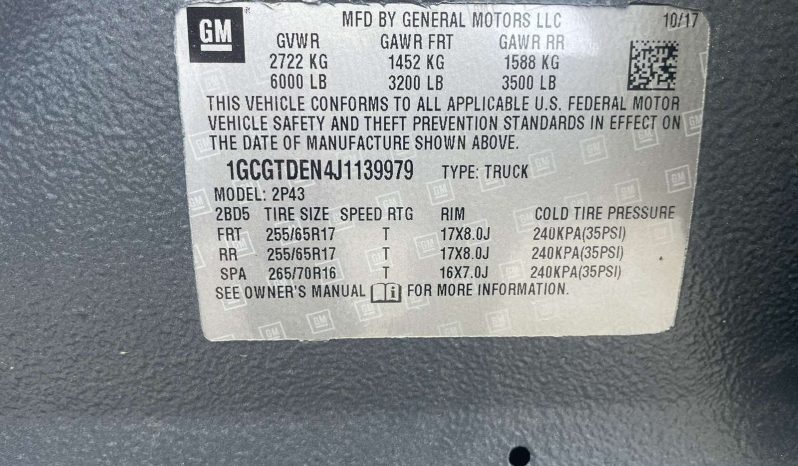 GM MFD BY GENERAL MOTORS LLC 10/17
GVWR GAWR FRT GAWR RR
2722 KG 1452 KG 1588 KG
6000 LB 3200 LB 3500 LB
THIS VEHICLE CONFORMS TO ALL APPLICABLE U.S. FEDERAL MOTOR
VEHICLE SAFETY AND THEFT PREVENTION STANDARDS IN EFFECT ON
THE DATE OF MANUFACTURE SHOWN ABOVE.
1GCGTDEN4J1139979 TYPE: TRUCK
MODEL: 2P43
2BD5 TIRE SIZE SPEED RTG RIM COLD TIRE PRESSURE
FRT 255/65R17 T 17X8.0J 240KPA(35PSI)
RR 255/65R17 T 17X8.0J 240KPA(35PSI)
SPA 265/70R16 T 16X7.0J 240KPA(35PSI)
SEE OWNER'S MANUAL i FOR MORE INFORMATION.